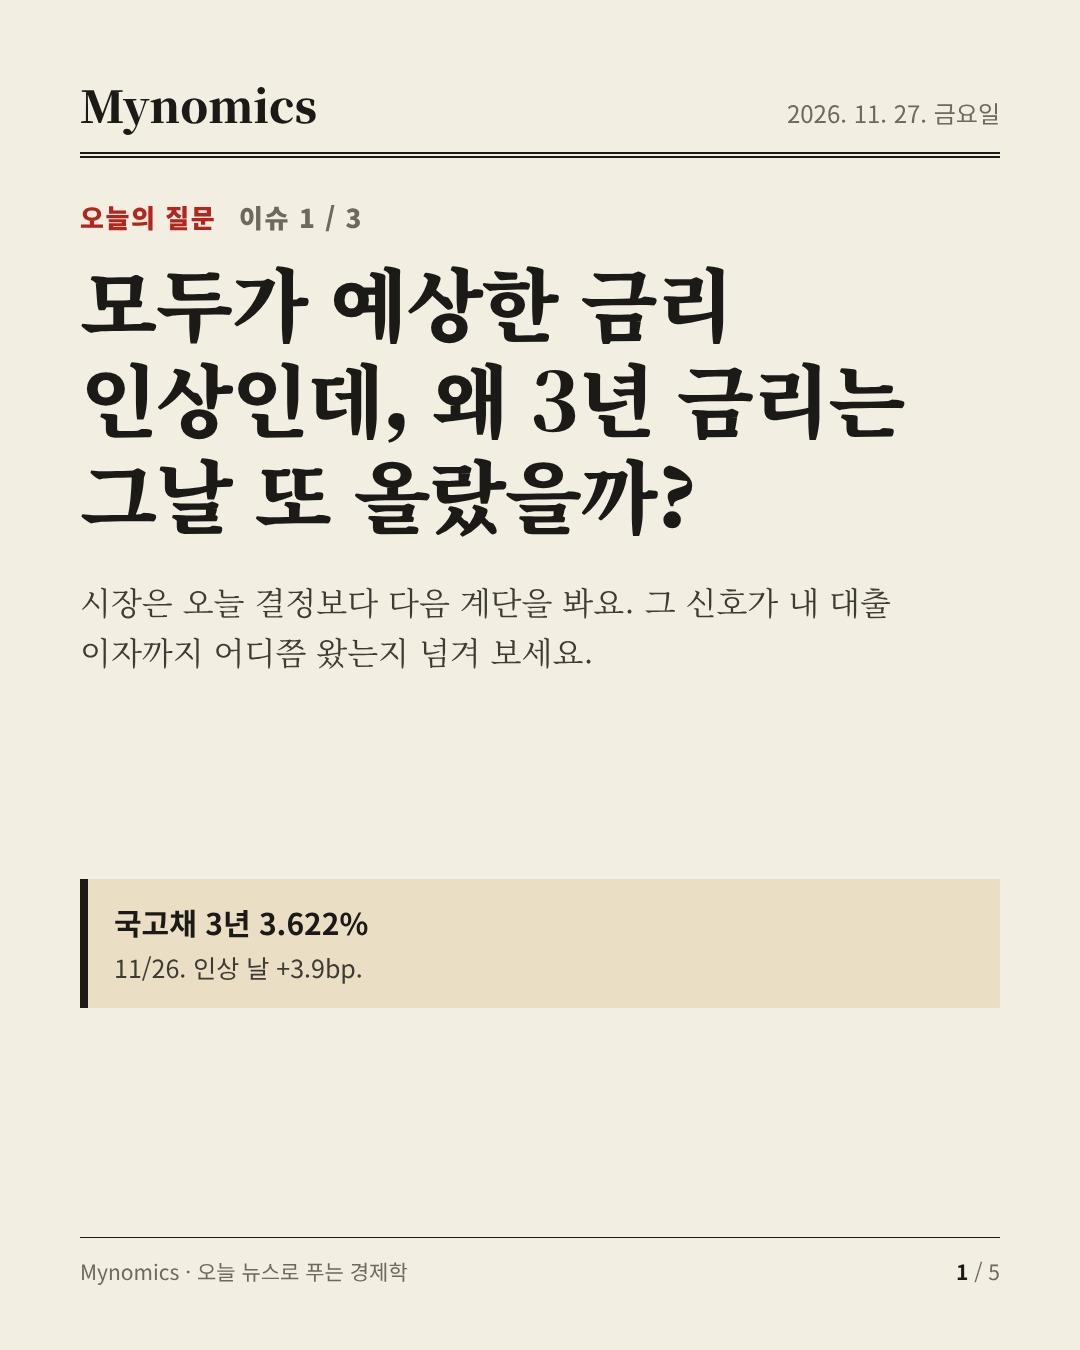 Mynomics
2026. 11. 27. 금요일
오늘의 질문 이슈 1 / 3
모두가 예상한 금리
인상인데, 왜 3년 금리는
그날 또 올랐을까?
시장은 오늘 결정보다 다음 계단을 봐요. 그 신호가 내 대출
이자까지 어디쯤 왔는지 넘겨 보세요.
국고채 3년 3.622%
11/26. 인상 날 +3.9bp.
Mynomics · 오늘 뉴스로 푸는 경제학
1 / 5